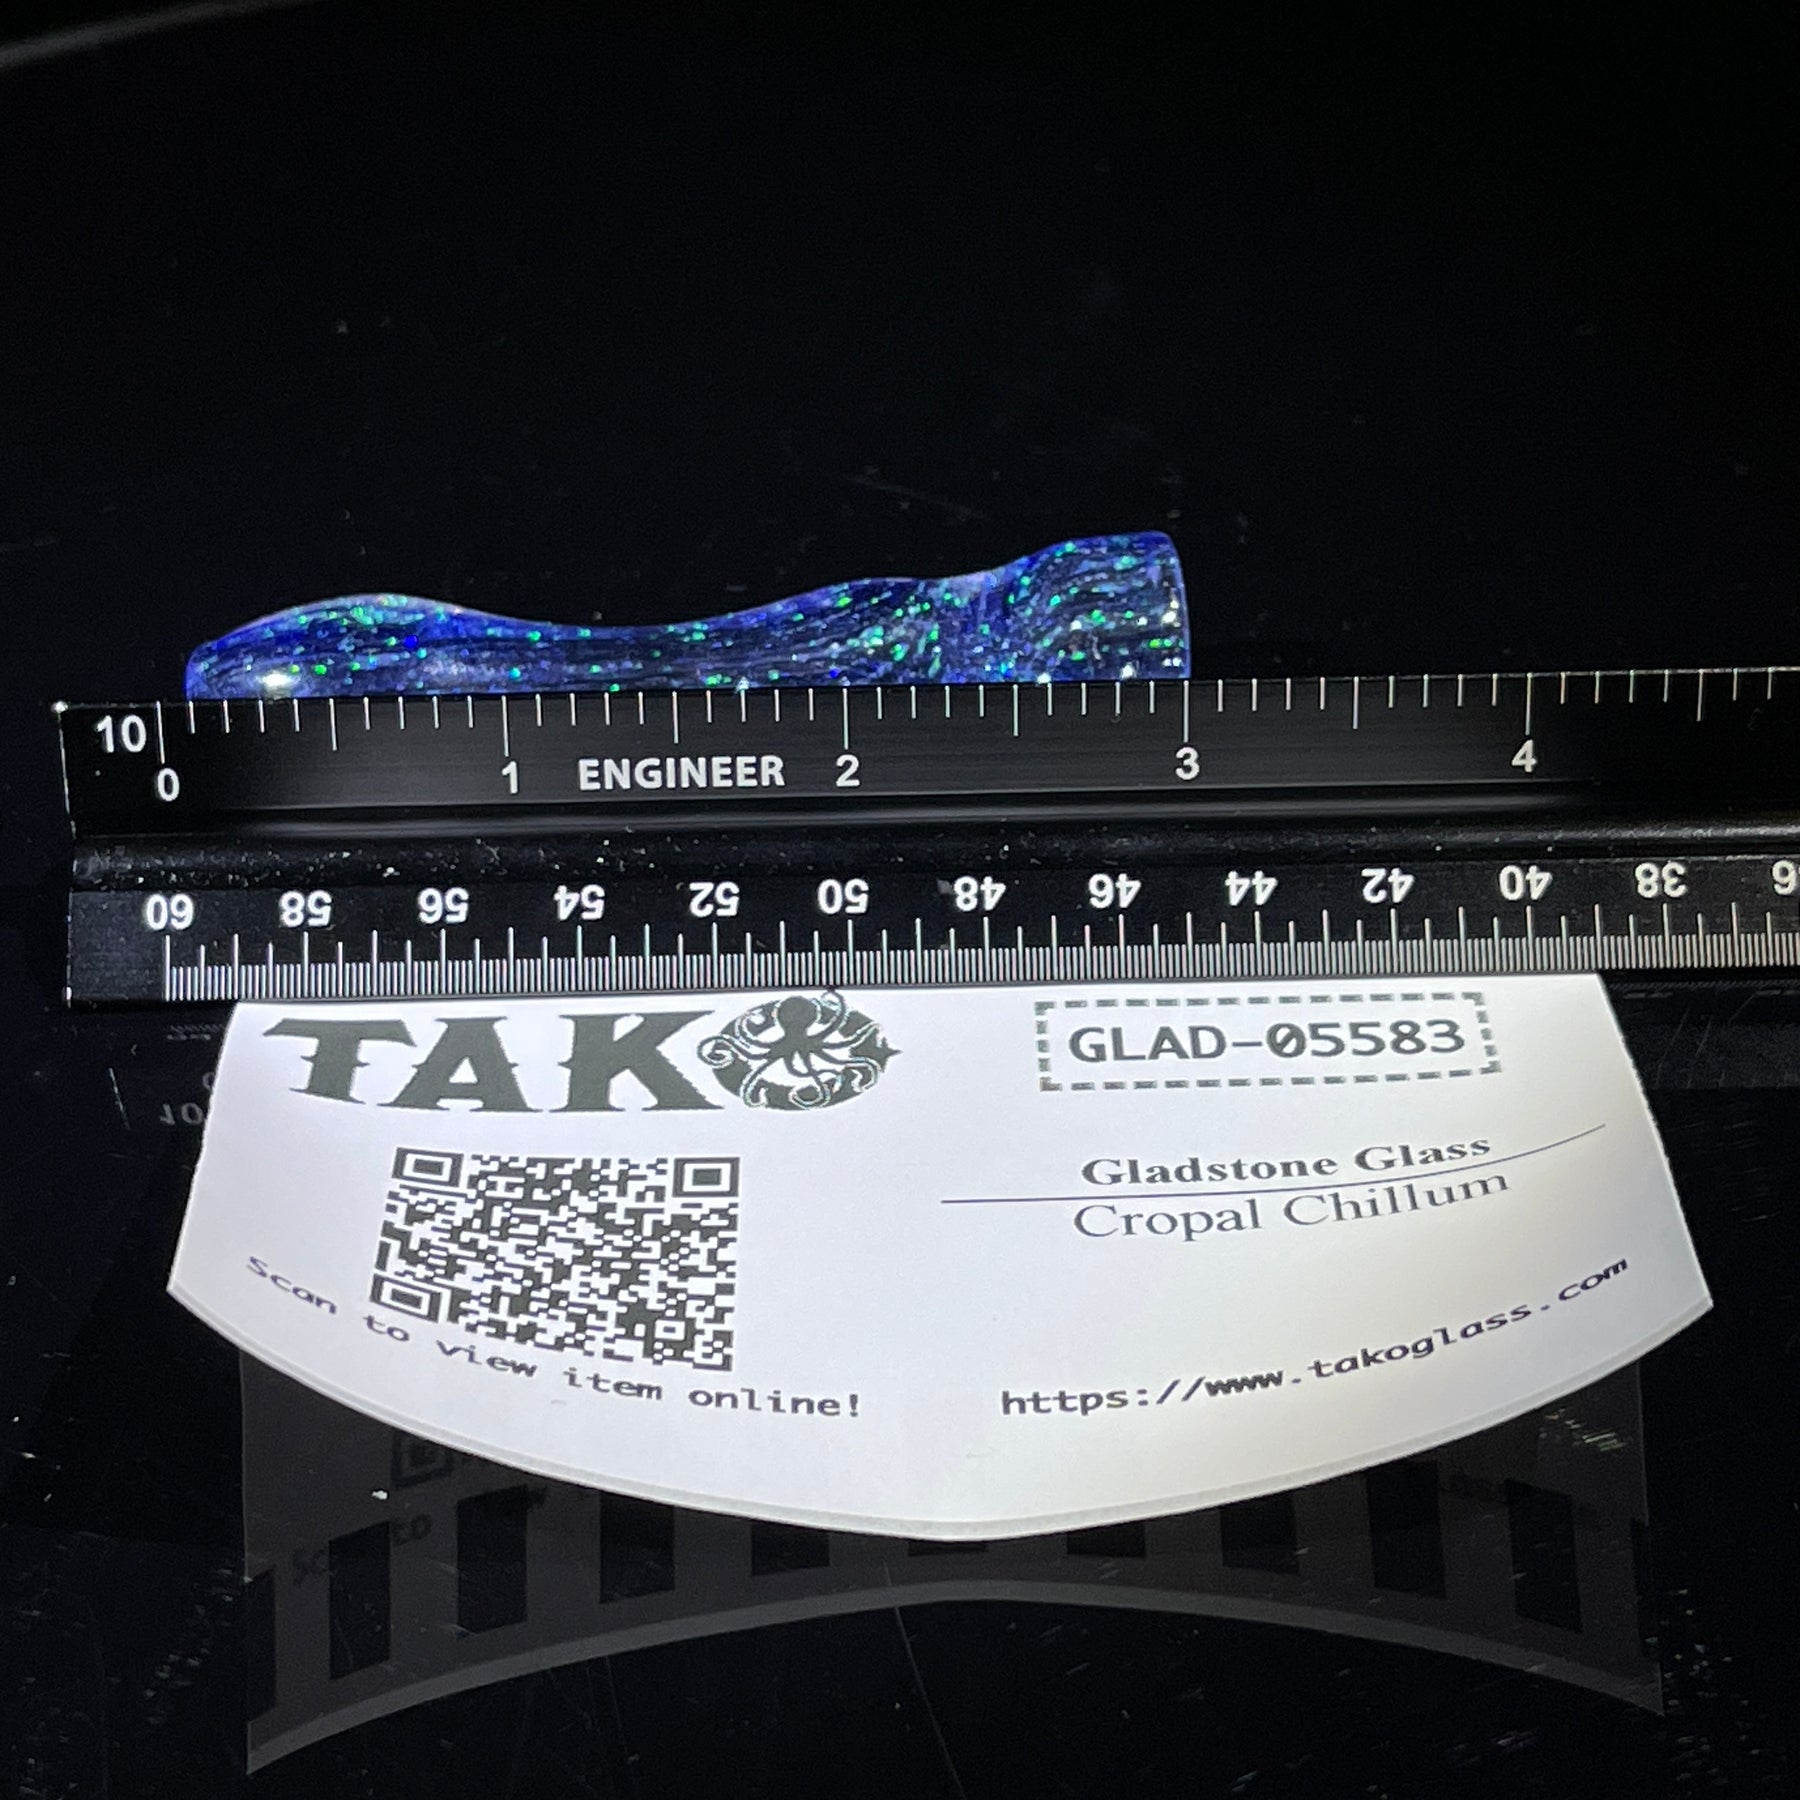 10
0 1 ENGINEER 2 3 4
60 58 56 54 52 50 48 46 44 42 40 38
TAKO
GLAD-05583
Gladstone Glass
Cropal Chillum
Scan to view item online!
https://www.takoglass.com